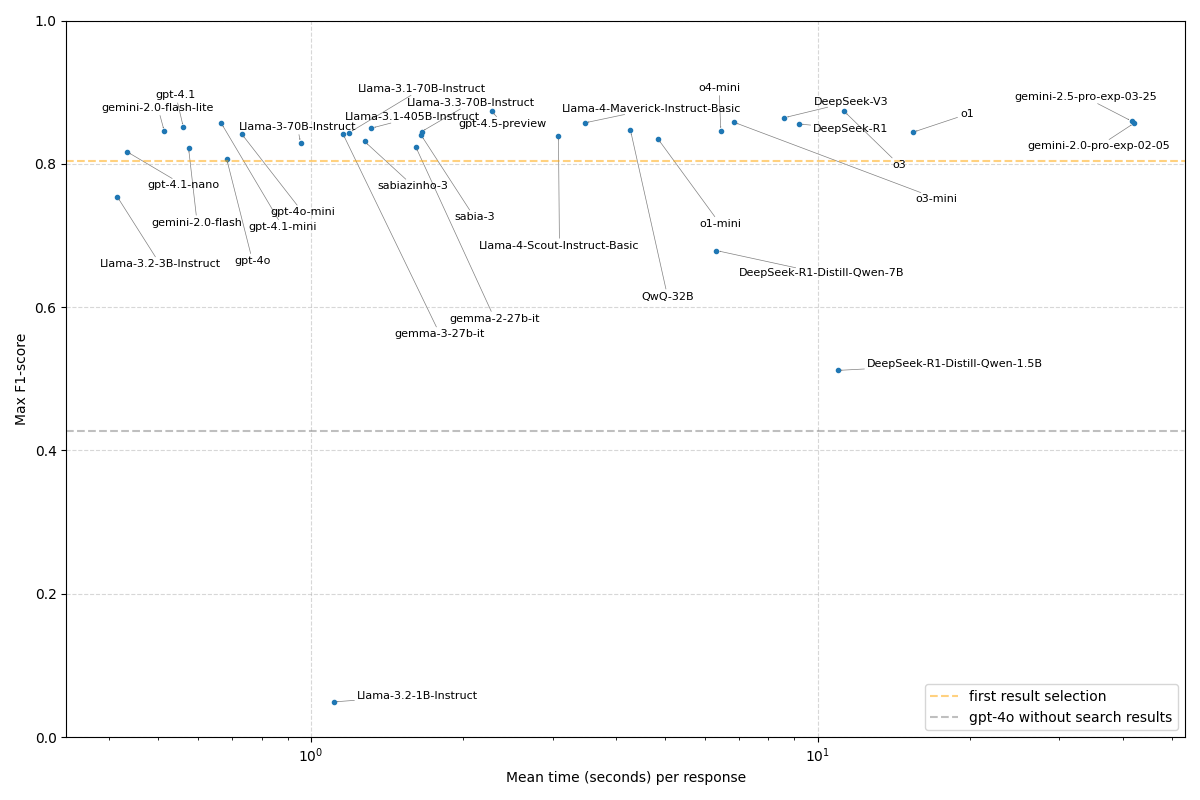 1.0
0.8
0.6
0.4
0.2
0.0
Max F1-score
gpt-4.1
gemini-2.0-flash-lite
Llama-3.1-70B-Instruct
Llama-3.3-70B-Instruct
Llama-3.1-405B-Instruct
Llama-3-70B-Instruct
gpt-4.5-preview
Llama-4-Maverick-Instruct-Basic
o4-mini
DeepSeek-V3
DeepSeek-R1
o1
gemini-2.5-pro-exp-03-25
gemini-2.0-pro-exp-02-05
o3
gpt-4.1-nano
sabiazinho-3
o3-mini
gpt-4o-mini
gemini-2.0-flash
gpt-4.1-mini
sabia-3
o1-mini
Llama-4-Scout-Instruct-Basic
Llama-3.2-3B-Instruct
gpt-4o
DeepSeek-R1-Distill-Qwen-7B
QwQ-32B
gemma-2-27b-it
gemma-3-27b-it
DeepSeek-R1-Distill-Qwen-1.5B
Llama-3.2-1B-Instruct
first result selection
gpt-4o without search results
10⁰
10¹
Mean time (seconds) per response